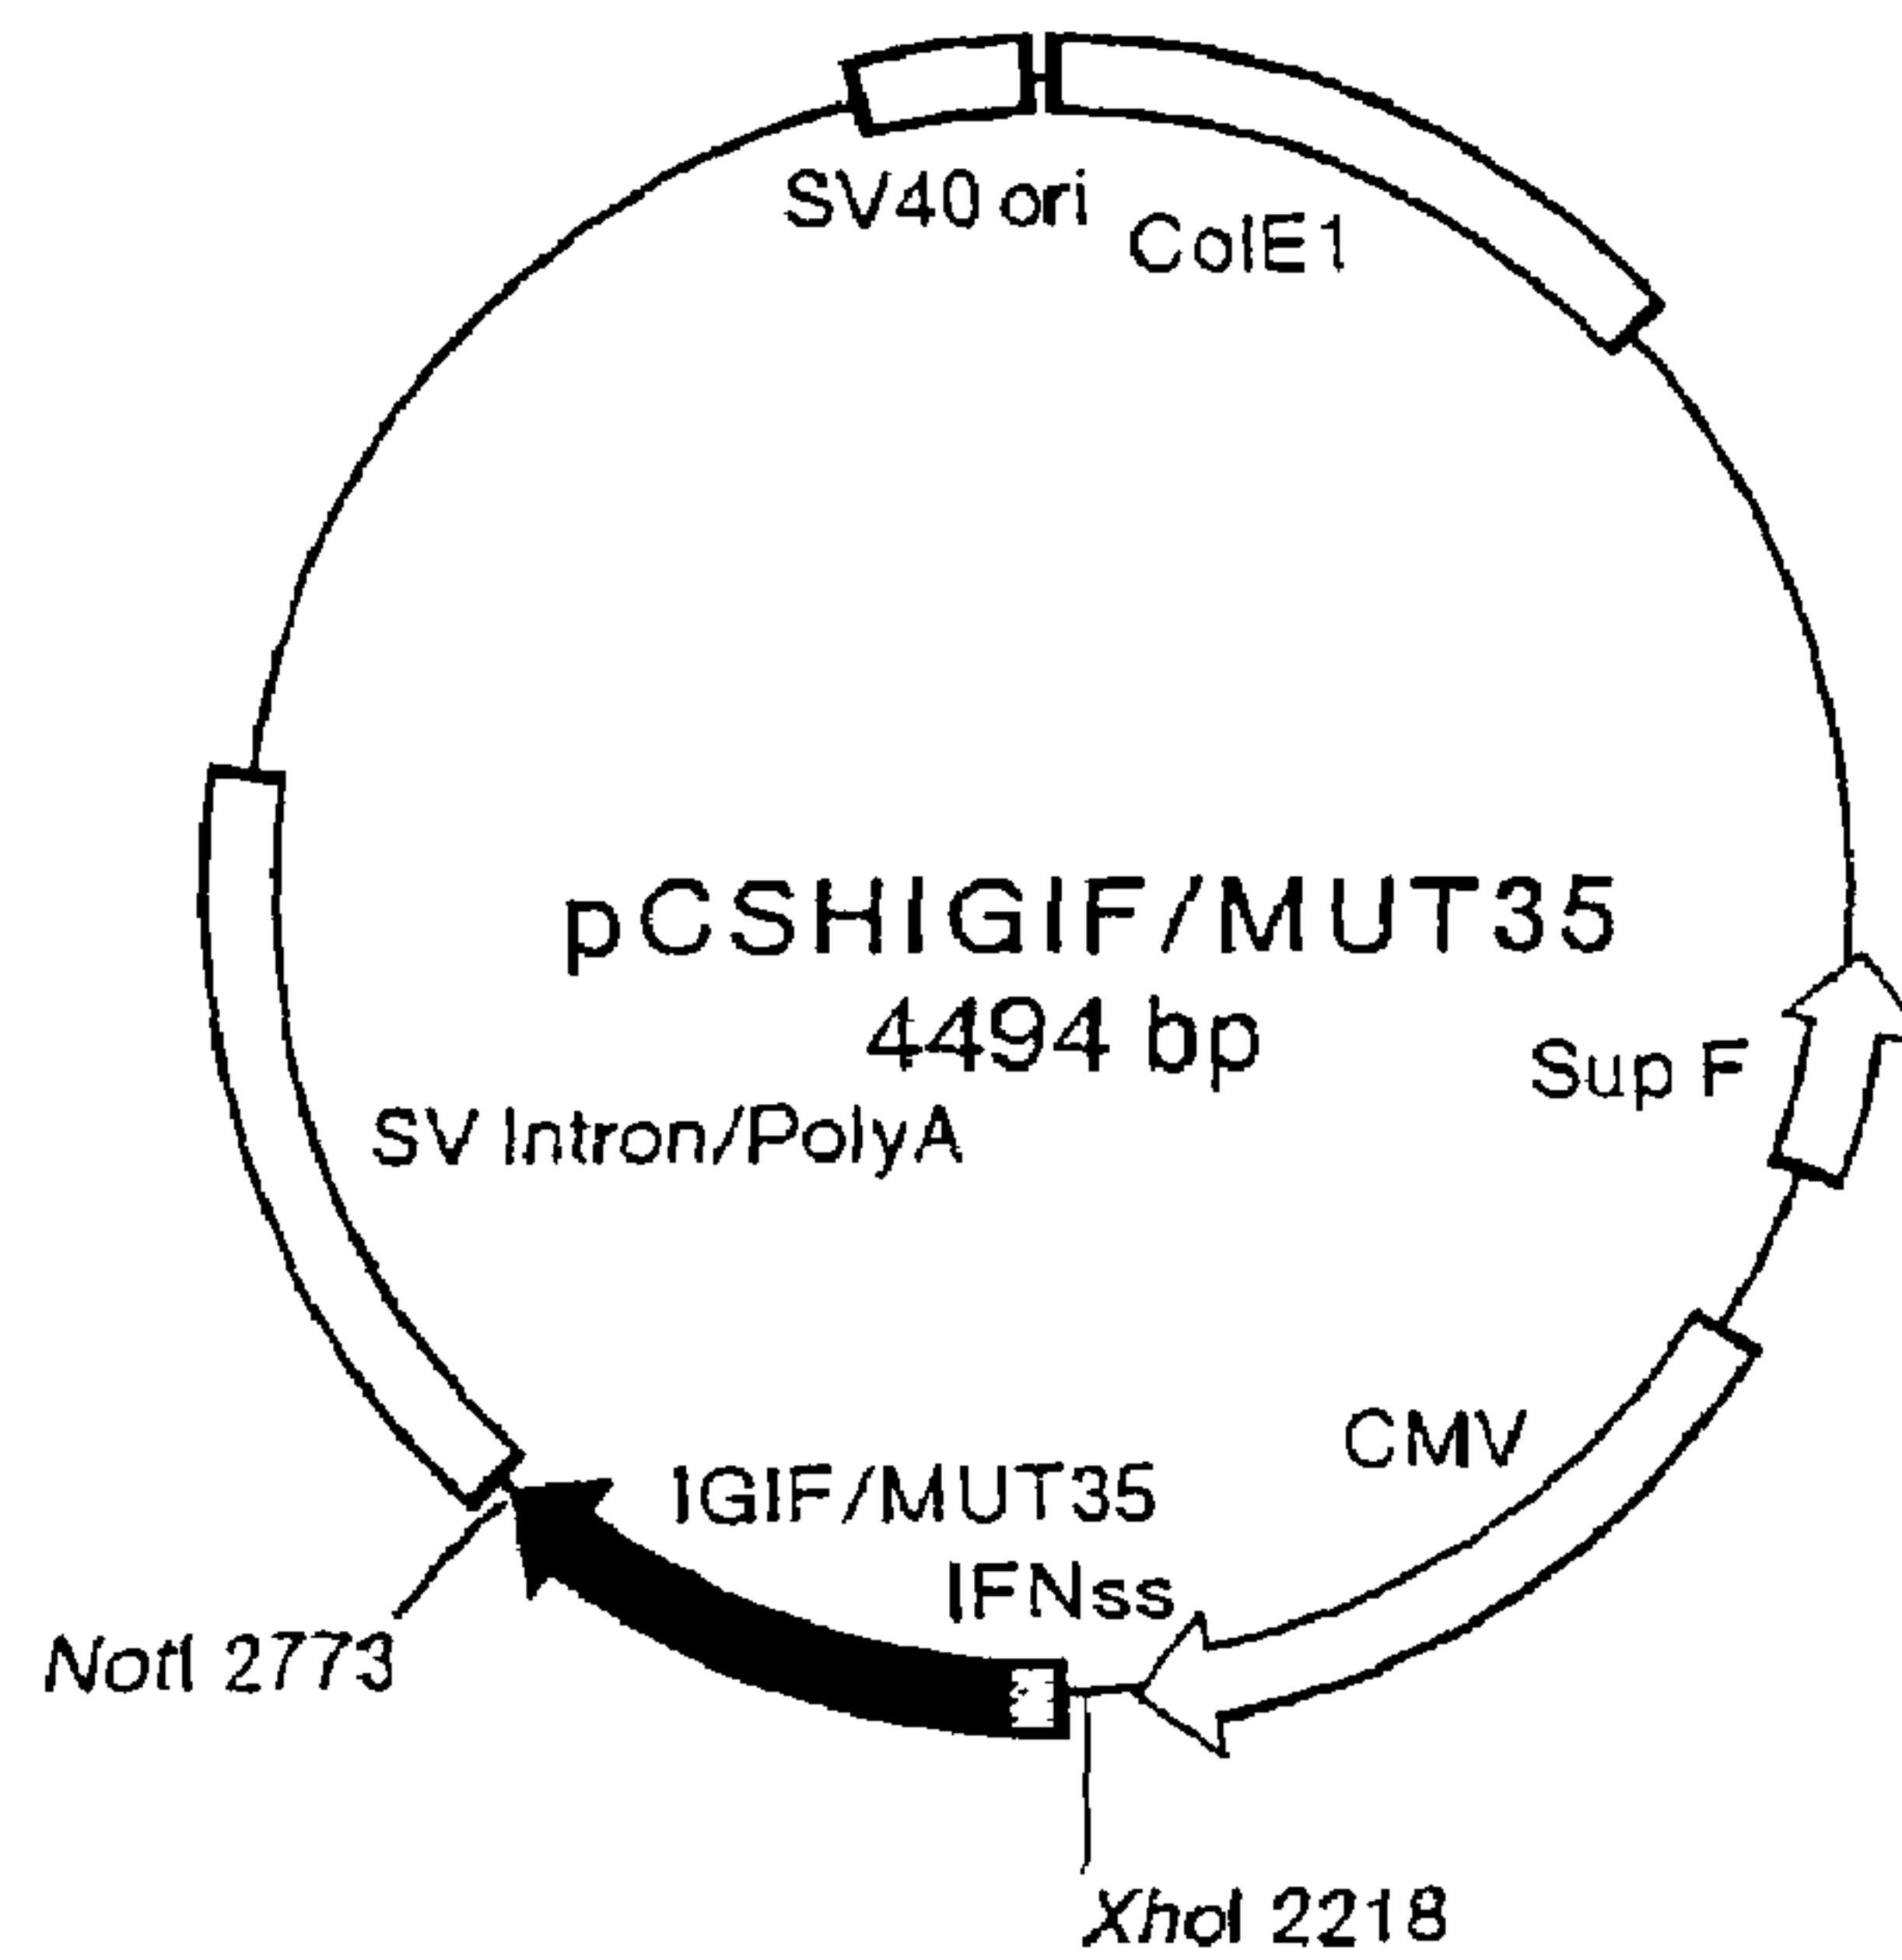 SV40 ori
ColE1
pCSHIGIF/MUT35
4494 bp
Sup F
SV Intron/PolyA
CMV
IGIF/MUT35
IFNss
NotI 2773
XhoI 2218